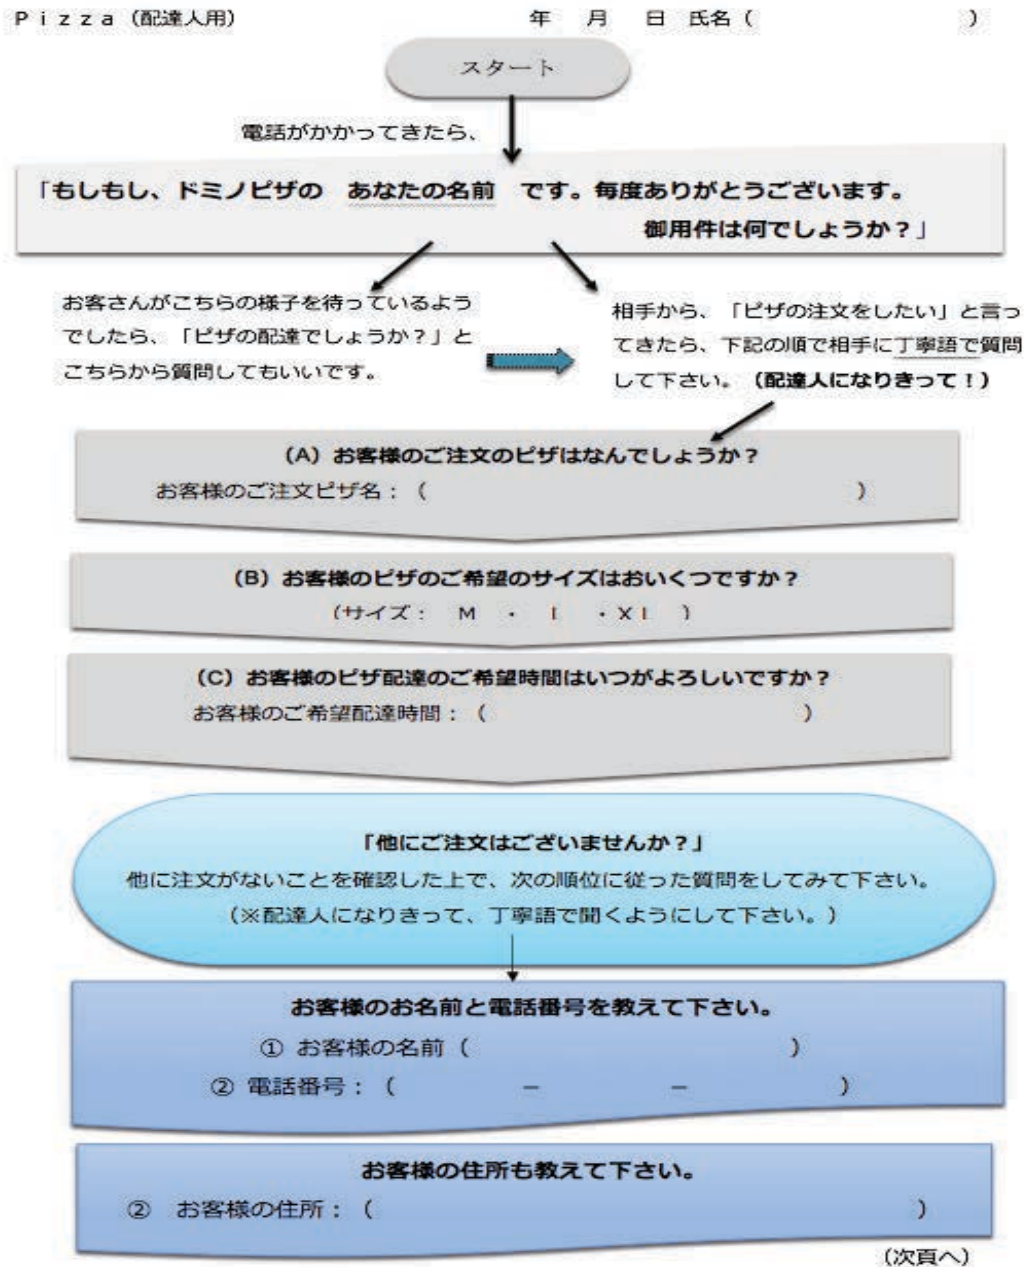 Ｐｉｚｚａ（配達人用）　年　月　日　氏名（　　　）
スタート
電話がかかってきたら、
「もしもし、ドミノピザの　あなたの名前　です。毎度ありがとうございます。
御用件は何でしょうか？」
お客さんがこちらの様子を待っているよう
でしたら、「ピザの配達でしょうか？」と
こちらから質問してもいいです。
相手から、「ピザの注文をしたい」と言っ
てきたら、下記の順で相手に丁寧語で質問
して下さい。（配達人になりきって！）
（A）お客様のご注文のピザはなんでしょうか？
お客様のご注文ピザ名：（　　　）
（B）お客様のピザのご希望のサイズはおいくつですか？
（サイズ：　Ｍ　・　Ｌ　・ＸＬ　）
（C）お客様のピザ配達のご希望時間はいつがよろしいですか？
お客様のご希望配達時間：（　　　）
「他にご注文はございませんか？」
他に注文がないことを確認した上で、次の順位に従った質問をしてみて下さい。
（※配達人になりきって、丁寧語で聞くようにして下さい。）
お客様のお名前と電話番号を教えて下さい。
① お客様の名前（　　　）
② 電話番号：（　　－　　－　　）
お客様の住所も教えて下さい。
②　お客様の住所：（　　　）
（次頁へ）